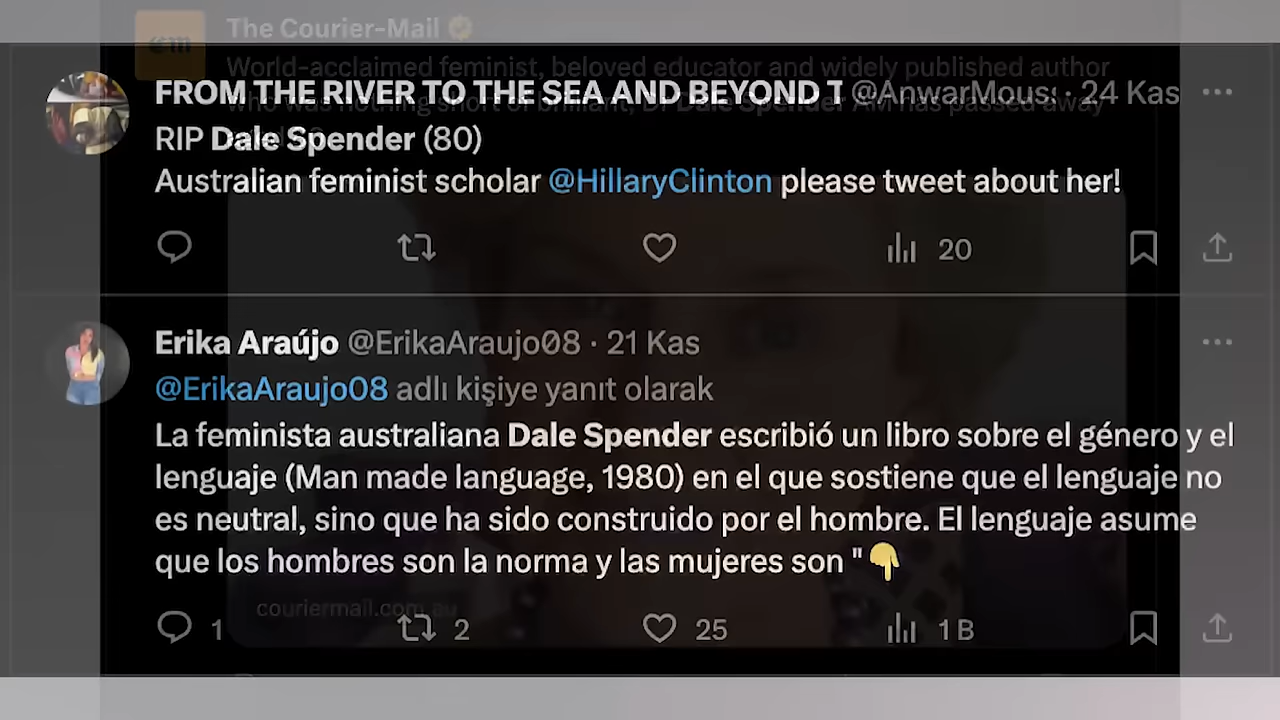 The Courier-Mail
World-acclaimed feminist, beloved educator and widely published author
FROM THE RIVER TO THE SEA AND BEYOND T @AnwarMous: · 24 Kas
RIP Dale Spender (80)
Australian feminist scholar @HillaryClinton please tweet about her!
20
Erika Araújo @ErikaAraujo08 · 21 Kas
@ErikaAraujo08 adlı kişiye yanıt olarak
La feminista australiana Dale Spender escribió un libro sobre el género y el
lenguaje (Man made language, 1980) en el que sostiene que el lenguaje no
es neutral, sino que ha sido construido por el hombre. El lenguaje asume
que los hombres son la norma y las mujeres son "
couriermail.com.au
1 2 25 1 B